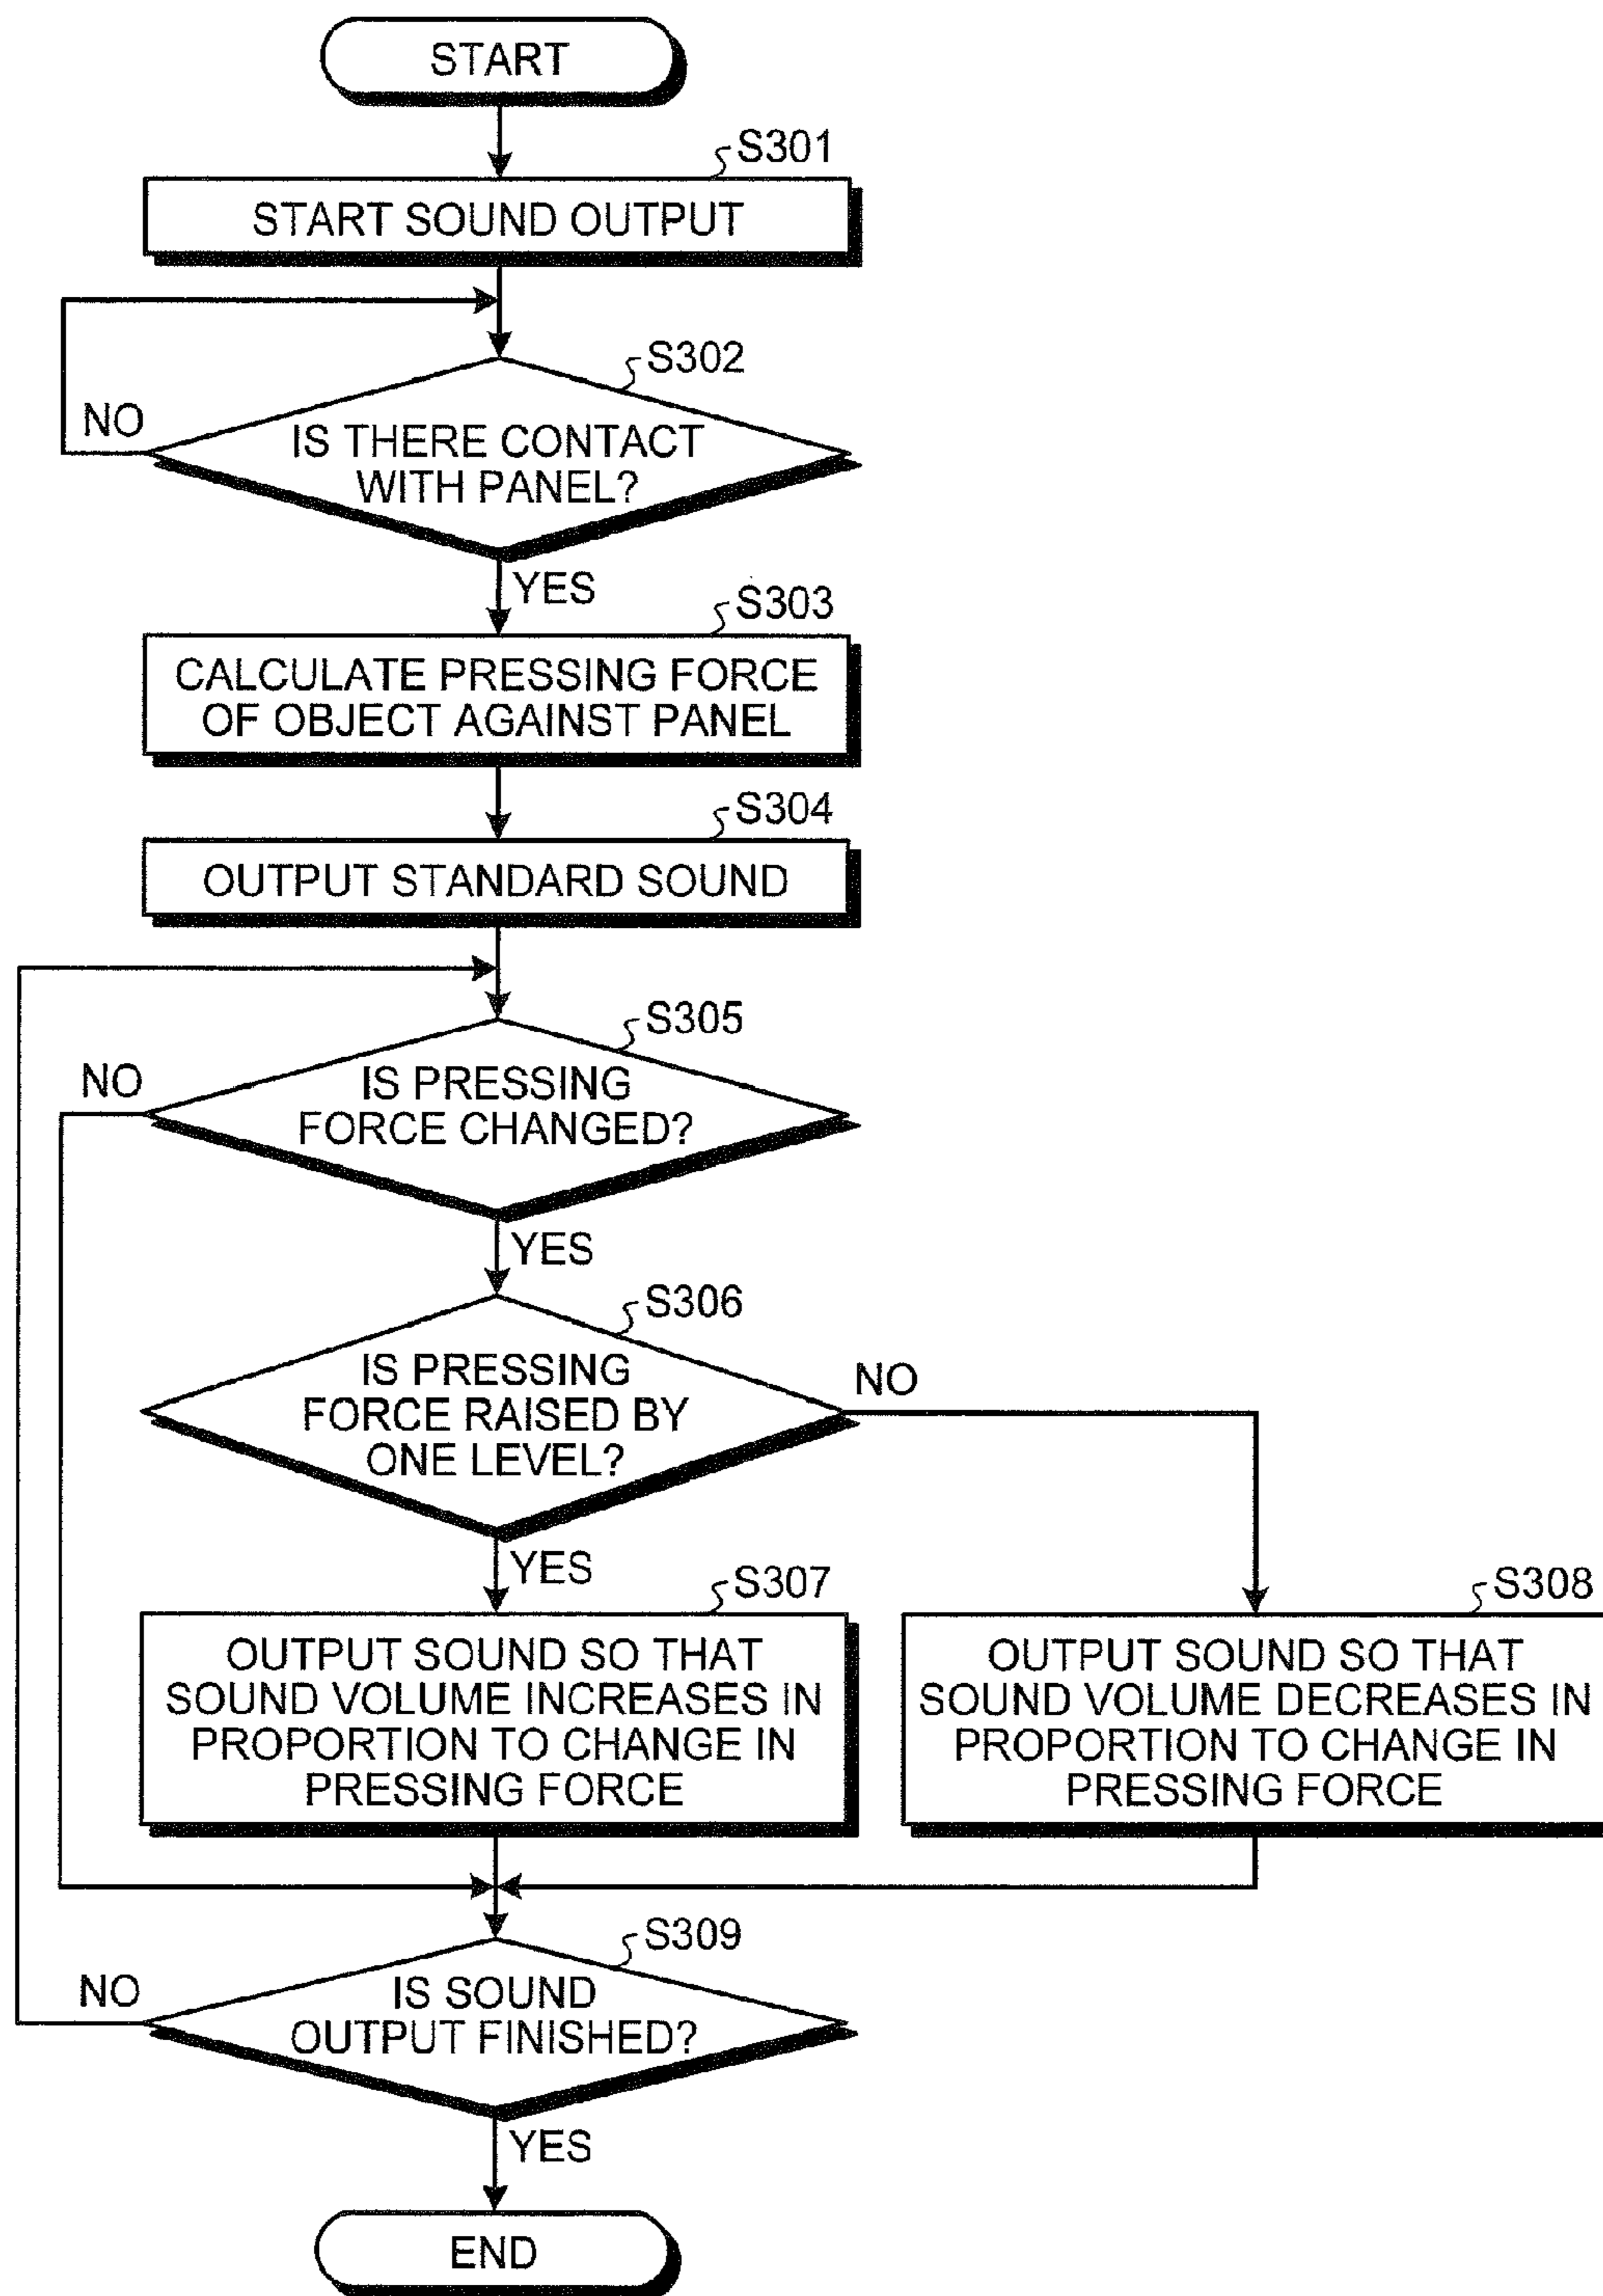 START
S301
START SOUND OUTPUT
S302
NO
IS THERE CONTACT
WITH PANEL?
YES
S303
CALCULATE PRESSING FORCE
OF OBJECT AGAINST PANEL
S304
OUTPUT STANDARD SOUND
S305
NO
IS PRESSING
FORCE CHANGED?
YES
S306
IS PRESSING
FORCE RAISED BY
ONE LEVEL?
NO
YES
S307
OUTPUT SOUND SO THAT
SOUND VOLUME INCREASES IN
PROPORTION TO CHANGE IN
PRESSING FORCE
S308
OUTPUT SOUND SO THAT
SOUND VOLUME DECREASES IN
PROPORTION TO CHANGE IN
PRESSING FORCE
S309
NO
IS SOUND
OUTPUT FINISHED?
YES
END